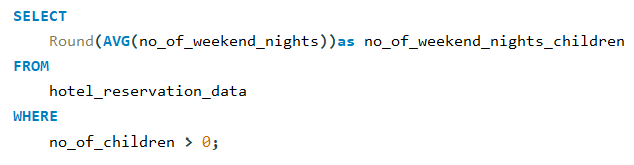 SELECT
Round(AVG(no_of_weekend_nights))as no_of_weekend_nights_children
FROM
hotel_reservation_data
WHERE
no_of_children > 0;